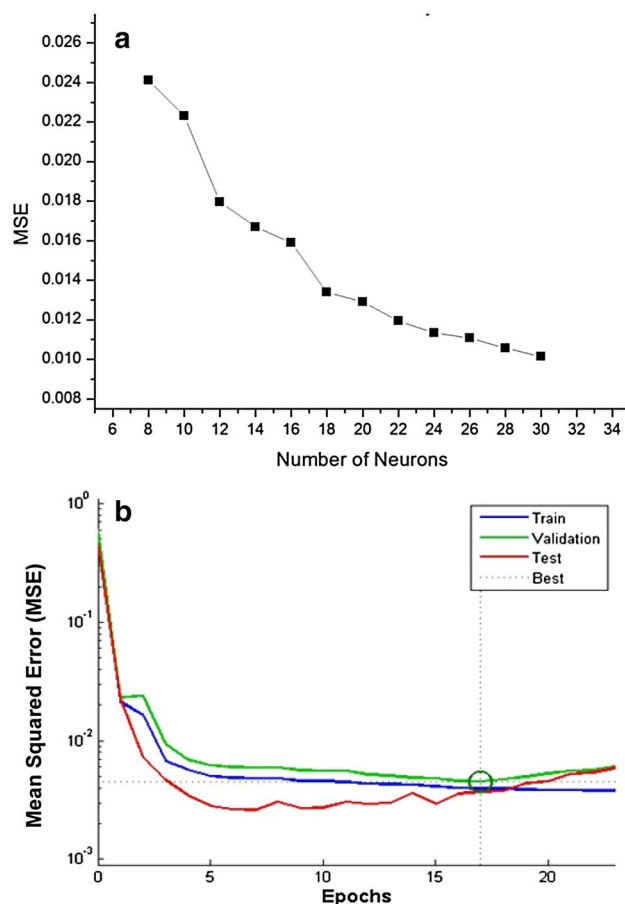 a
0.026
0.024
0.022
0.020
0.018
0.016
0.014
0.012
0.010
0.008
MSE
6 8 10 12 14 16 18 20 22 24 26 28 30 32 34
Number of Neurons
b
Train
Validation
Test
Best
10⁰
10⁻¹
10⁻²
10⁻³
Mean Squared Error (MSE)
0 5 10 15 20
Epochs